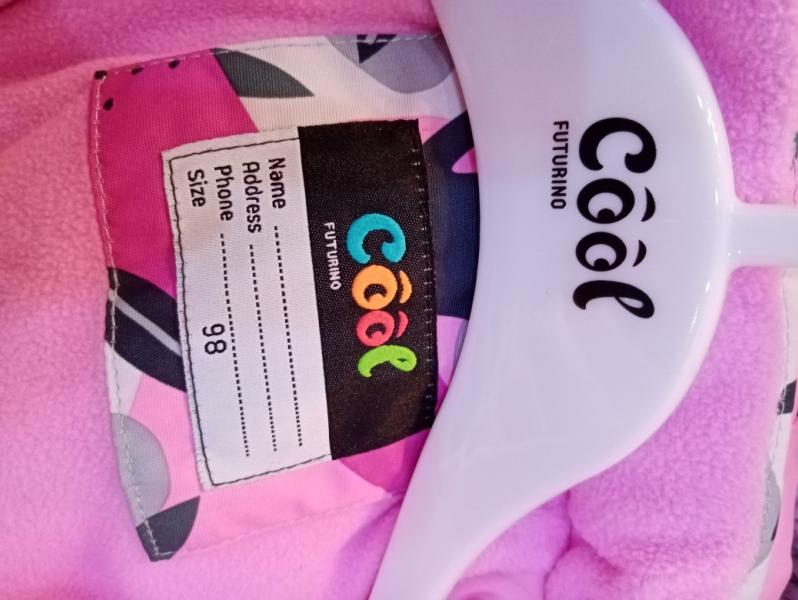 Cool
FUTURINO
Name
Address
Phone
Size 98
Cool
FUTURINO